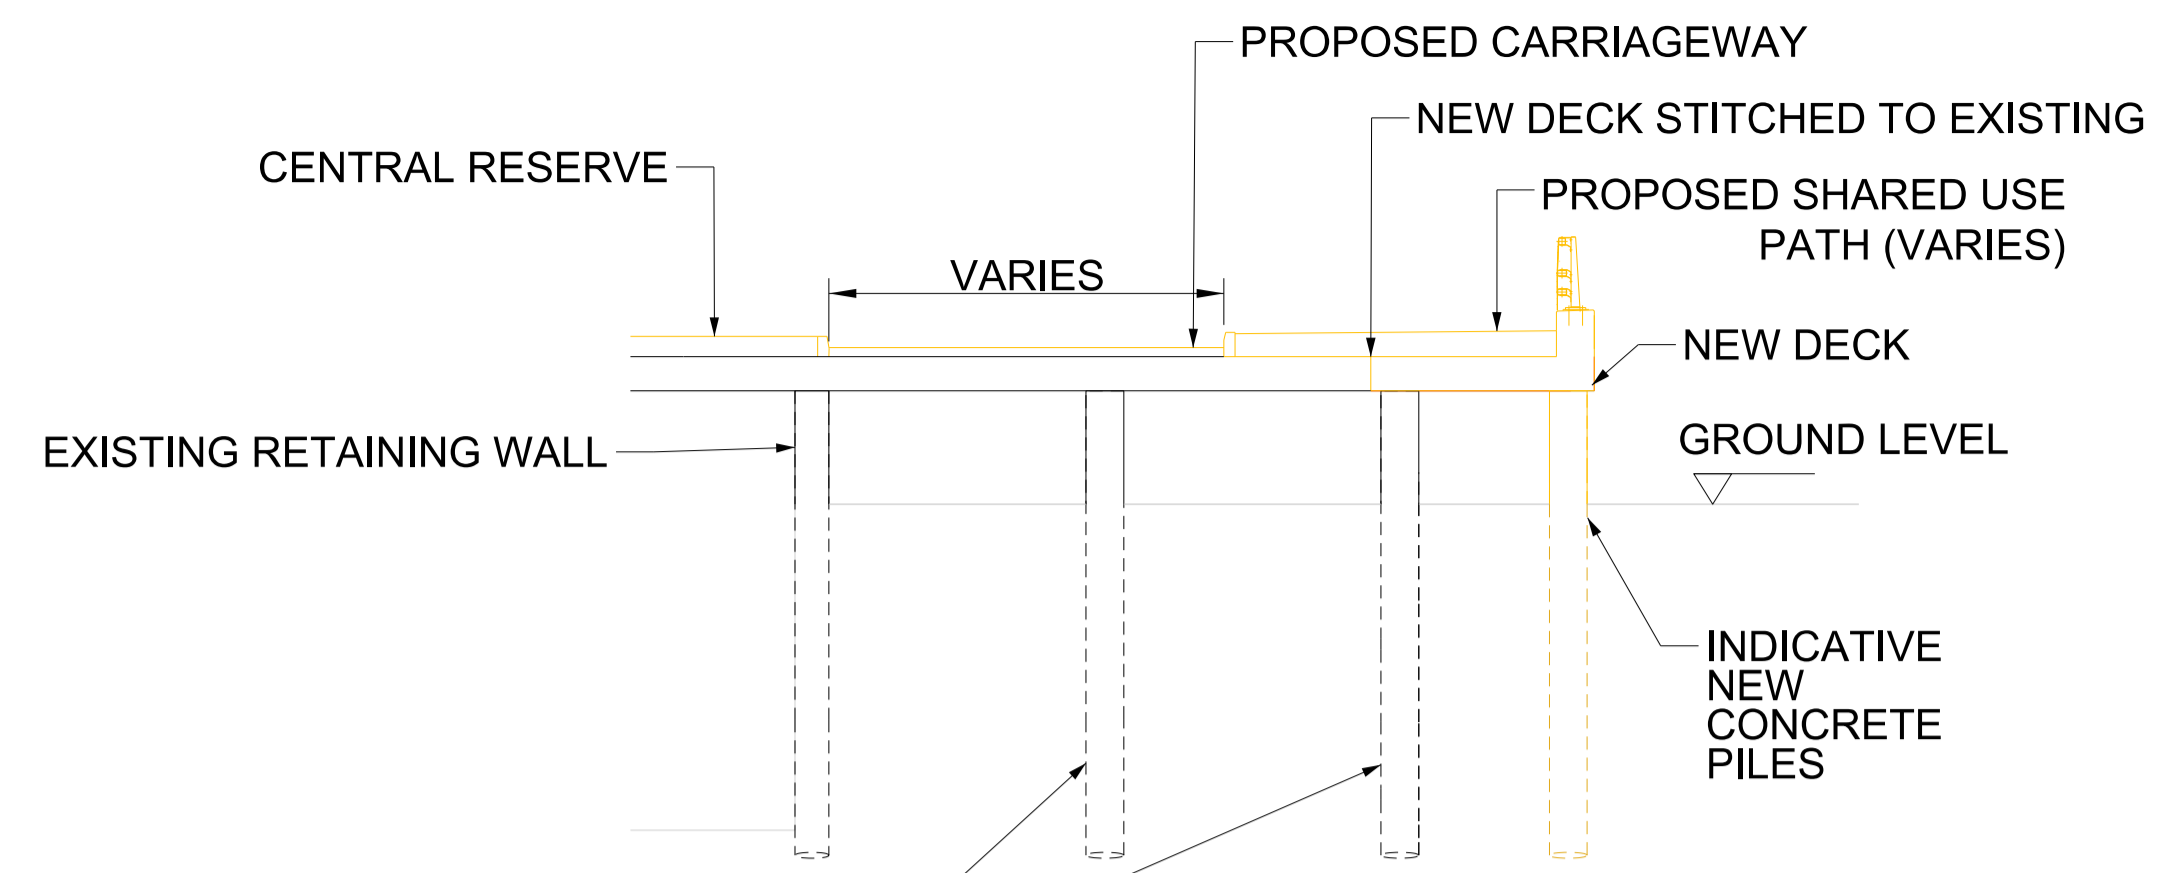 PROPOSED CARRIAGEWAY
NEW DECK STITCHED TO EXISTING
CENTRAL RESERVE
PROPOSED SHARED USE
PATH (VARIES)
VARIES
NEW DECK
EXISTING RETAINING WALL
GROUND LEVEL
INDICATIVE
NEW
CONCRETE
PILES